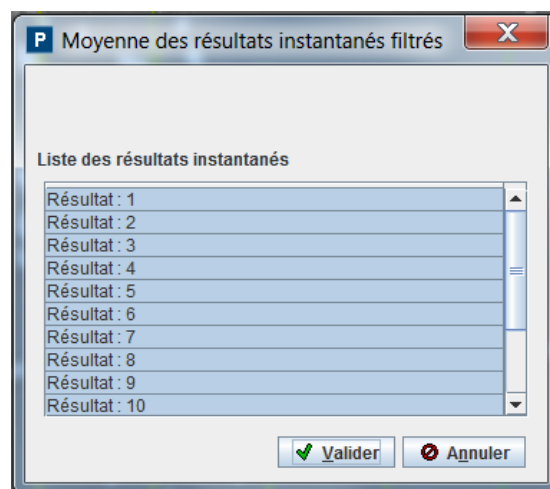 P Moyenne des résultats instantanés filtrés X
Liste des résultats instantanés
Résultat : 1
Résultat : 2
Résultat : 3
Résultat : 4
Résultat : 5
Résultat : 6
Résultat : 7
Résultat : 8
Résultat : 9
Résultat : 10
Valider Annuler